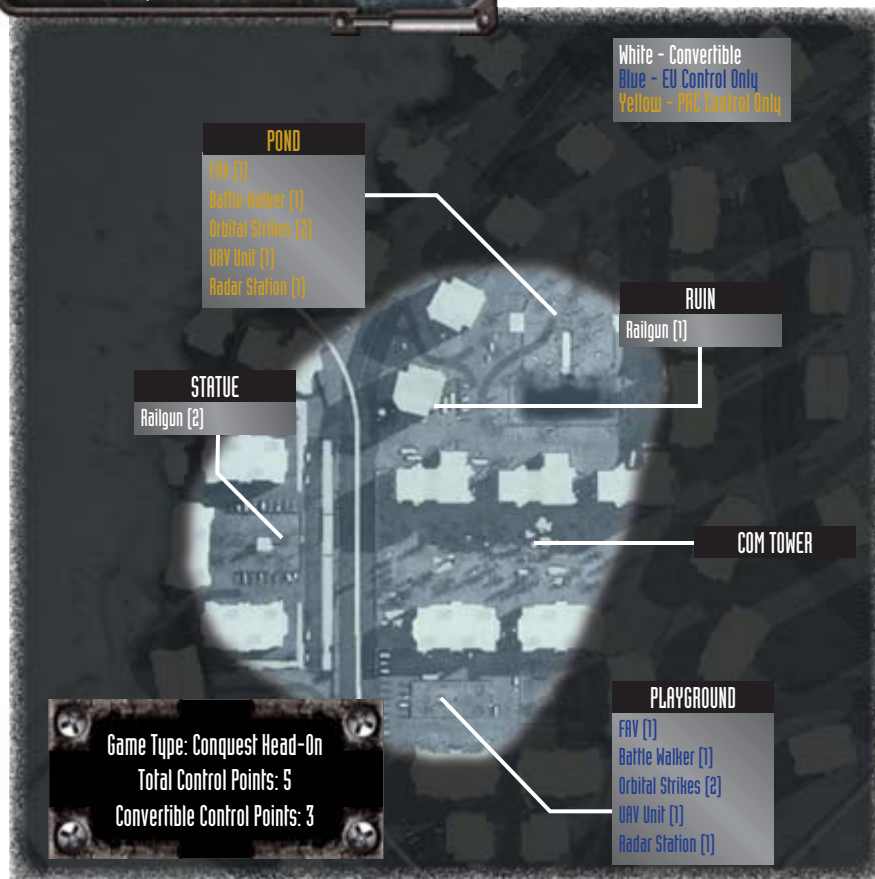 White - Convertible
Blue - EU Control Only
Yellow - PAC Control Only
POND
FAV (1)
Battle Walker (1)
Orbital Strikes (2)
UAV Unit (1)
Radar Station (1)
RUIN
Railgun (1)
STATUE
Railgun (2)
COM TOWER
PLAYGROUND
FAV (1)
Battle Walker (1)
Orbital Strikes (2)
UAV Unit (1)
Radar Station (1)
Game Type: Conquest Head-On
Total Control Points: 5
Convertible Control Points: 3